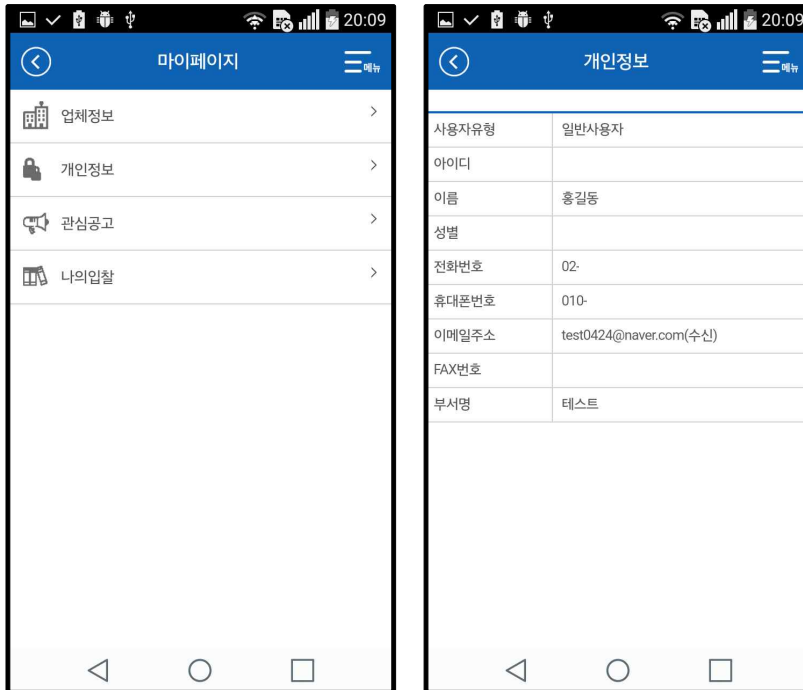 20:09
마이페이지
메뉴
업체정보
개인정보
관심공고
나의입찰
20:09
개인정보
메뉴
사용자유형 일반사용자
아이디
이름 홍길동
성별
전화번호 02-
휴대폰번호 010-
이메일주소 test0424@naver.com(수신)
FAX번호
부서명 테스트